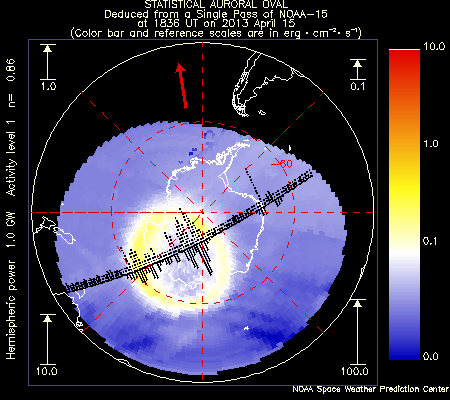 STATISTICAL AURORAL OVAL
Deduced from a Single Pass of NOAA-15
at 1836 UT on 2013 April 15
(Color bar and reference scales are in erg · cm⁻² · s⁻¹)
Hemispheric power 1.0 GW Activity level 1 n= 0.86
1.0
0.1
10.0
1.0
0.1
0.0
-60
10.0
100.0
NOAA Space Weather Prediction Center